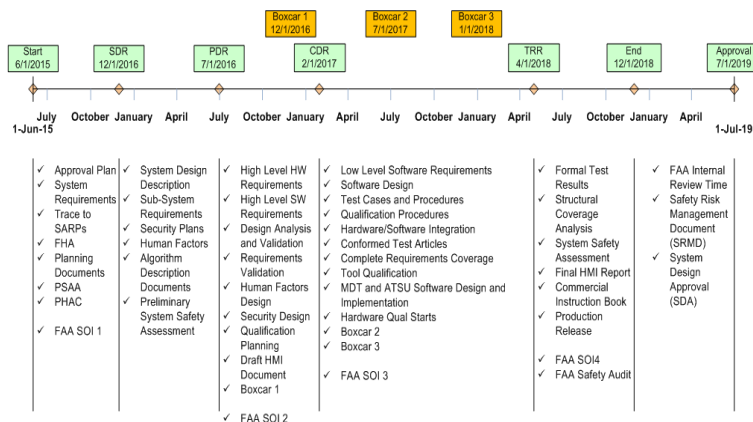 Boxcar 1
12/1/2016
Boxcar 2
7/1/2017
Boxcar 3
1/1/2018
Start
6/1/2015
SDR
12/1/2016
PDR
7/1/2016
CDR
2/1/2017
TRR
4/1/2018
End
12/1/2018
Approval
7/1/2019
July October January April July October January April July October January April July October January April
1-Jun-15
1-Jul-19
✓ Approval Plan
✓ System
Requirements
✓ Trace to
SARPs
✓ FHA
✓ Planning
Documents
✓ PSAA
✓ PHAC
✓ FAA SOI 1
✓ System Design
Description
✓ Sub-System
Requirements
✓ Security Plans
✓ Human Factors
✓ Algorithm
Description
Documents
✓ Preliminary
System Safety
Assessment
✓ High Level HW
Requirements
✓ High Level SW
Requirements
✓ Design Analysis
and Validation
✓ Requirements
Validation
✓ Human Factors
Design
✓ Security Design
✓ Qualification
Planning
✓ Draft HMI
Document
✓ Boxcar 1
✓ FAA SOI 2
✓ Low Level Software Requirements
✓ Software Design
✓ Test Cases and Procedures
✓ Qualification Procedures
✓ Hardware/Software Integration
✓ Conformed Test Articles
✓ Complete Requirements Coverage
✓ Tool Qualification
✓ MDT and ATSU Software Design and
Implementation
✓ Hardware Qual Starts
✓ Boxcar 2
✓ Boxcar 3
✓ FAA SOI 3
✓ Formal Test
Results
✓ Structural
Coverage
Analysis
✓ System Safety
Assessment
✓ Final HMI Report
✓ Commercial
Instruction Book
✓ Production
Release
✓ FAA SOI4
✓ FAA Safety Audit
✓ FAA Internal
Review Time
✓ Safety Risk
Management
Document
(SRMD)
✓ System
Design
Approval
(SDA)